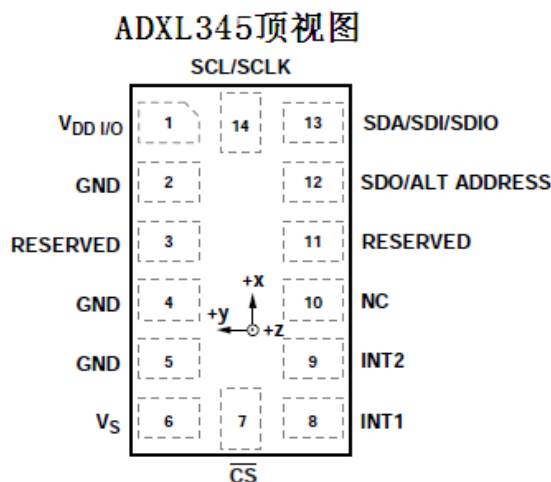 ADXL345顶视图
SCL/SCLK
VDD I/O 1 14 13 SDA/SDI/SDIO
GND 2 12 SDO/ALT ADDRESS
RESERVED 3 11 RESERVED
+x
GND 4 10 NC
+y +z
GND 5 9 INT2
VS 6 7 8 INT1
CS